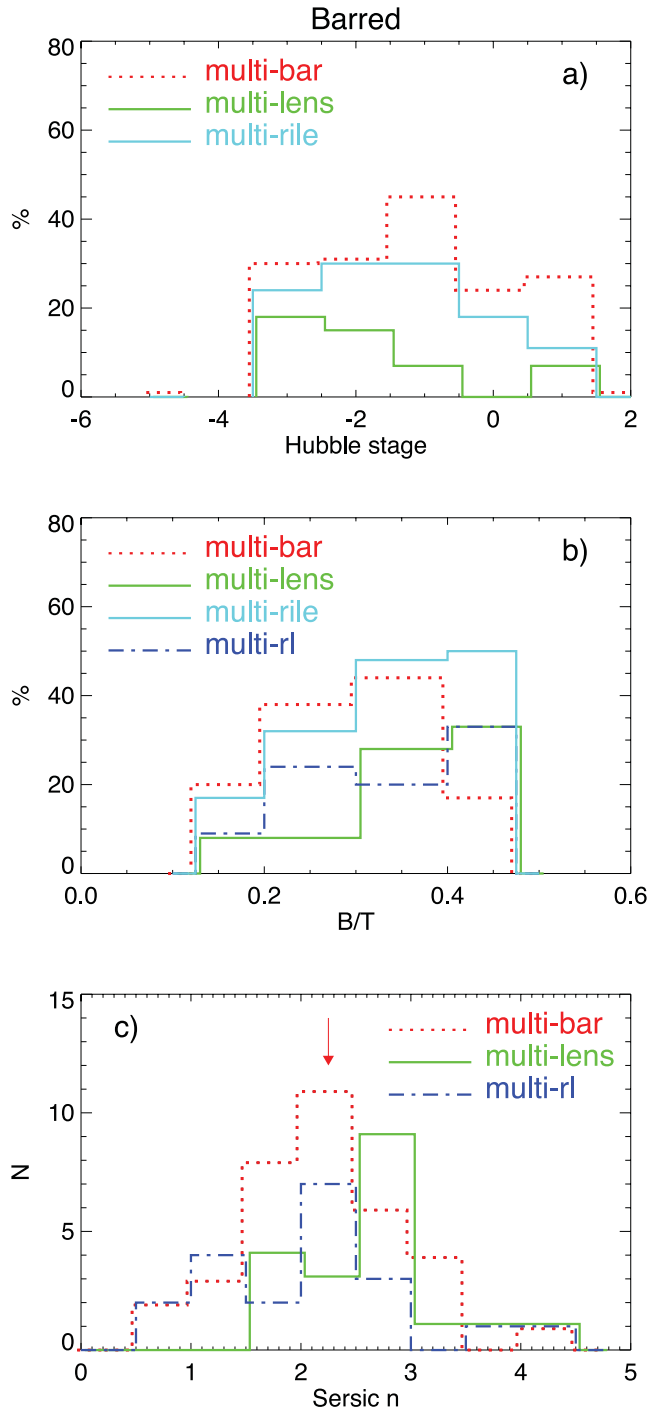 Barred
80
60
40
20
0
%
multi-bar
multi-lens
multi-rile
a)
-6 -4 -2 0 2
Hubble stage
80
60
40
20
0
%
multi-bar
multi-lens
multi-rile
multi-rl
b)
0.0 0.2 0.4 0.6
B/T
15
10
5
0
N
c)
multi-bar
multi-lens
multi-rl
0 1 2 3 4 5
Sersic n